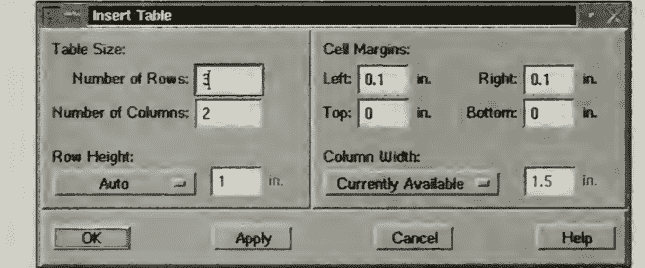 Insert Table
Table Size:
Number of Rows: 3
Number of Columns: 2
Row Height:
Auto 1 in.
Cell Margins:
Left: 0.1 in. Right: 0.1 in.
Top: 0 in. Bottom: 0 in.
Column Width:
Currently Available 1.5 in.
OK Apply Cancel Help